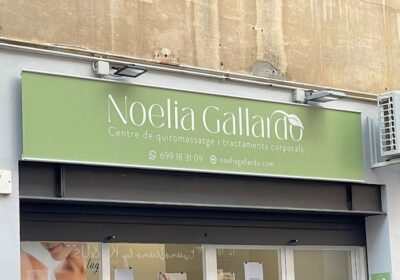 Noelia Gallardo
Centre de quiromassatge i tractaments corporals
699 18 31 09 noeliagallardo.com